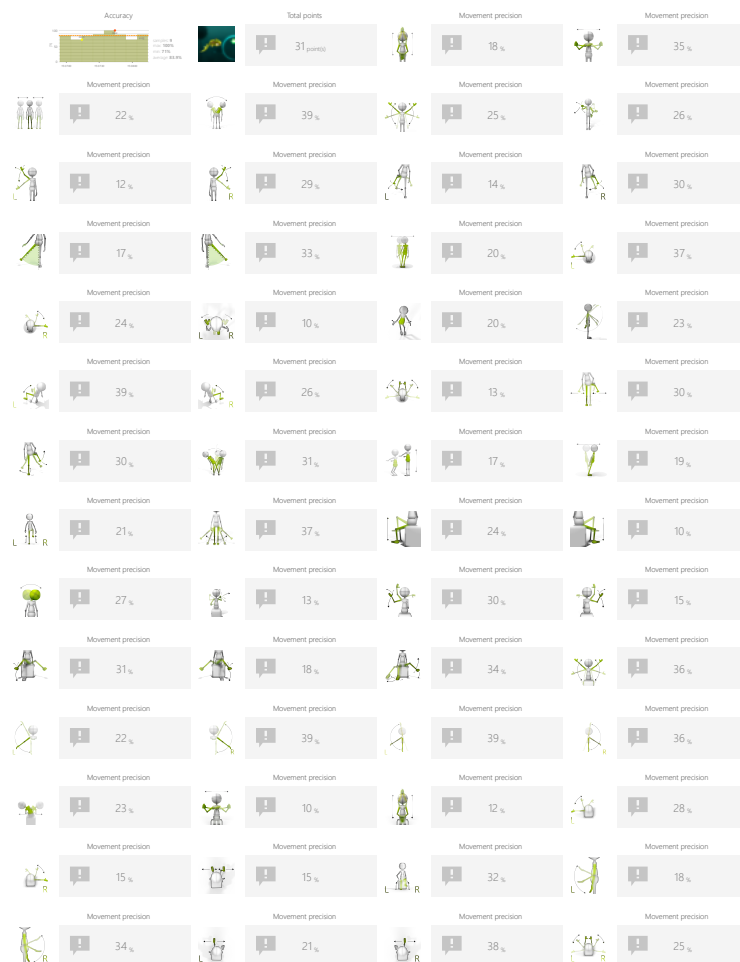 Accuracy
Total points
Movement precision
Movement precision
31 point(s)
18 %
35 %
Movement precision
Movement precision
Movement precision
Movement precision
22 %
39 %
25 %
26 %
Movement precision
Movement precision
Movement precision
Movement precision
12 %
29 %
14 %
30 %
L
R
L
R
Movement precision
Movement precision
Movement precision
Movement precision
17 %
33 %
20 %
37 %
Movement precision
Movement precision
Movement precision
Movement precision
24 %
10 %
20 %
23 %
R
L R
Movement precision
Movement precision
Movement precision
Movement precision
39 %
26 %
13 %
30 %
L
R
Movement precision
Movement precision
Movement precision
Movement precision
30 %
31 %
17 %
19 %
Movement precision
Movement precision
Movement precision
Movement precision
21 %
37 %
24 %
10 %
L R
Movement precision
Movement precision
Movement precision
Movement precision
27 %
13 %
30 %
15 %
Movement precision
Movement precision
Movement precision
Movement precision
31 %
18 %
34 %
36 %
Movement precision
Movement precision
Movement precision
Movement precision
22 %
39 %
39 %
36 %
L
R
L
R
Movement precision
Movement precision
Movement precision
Movement precision
23 %
10 %
12 %
28 %
L
Movement precision
Movement precision
Movement precision
Movement precision
15 %
15 %
32 %
18 %
R
L R
L
Movement precision
Movement precision
Movement precision
Movement precision
34 %
21 %
38 %
25 %
R
L
R
R